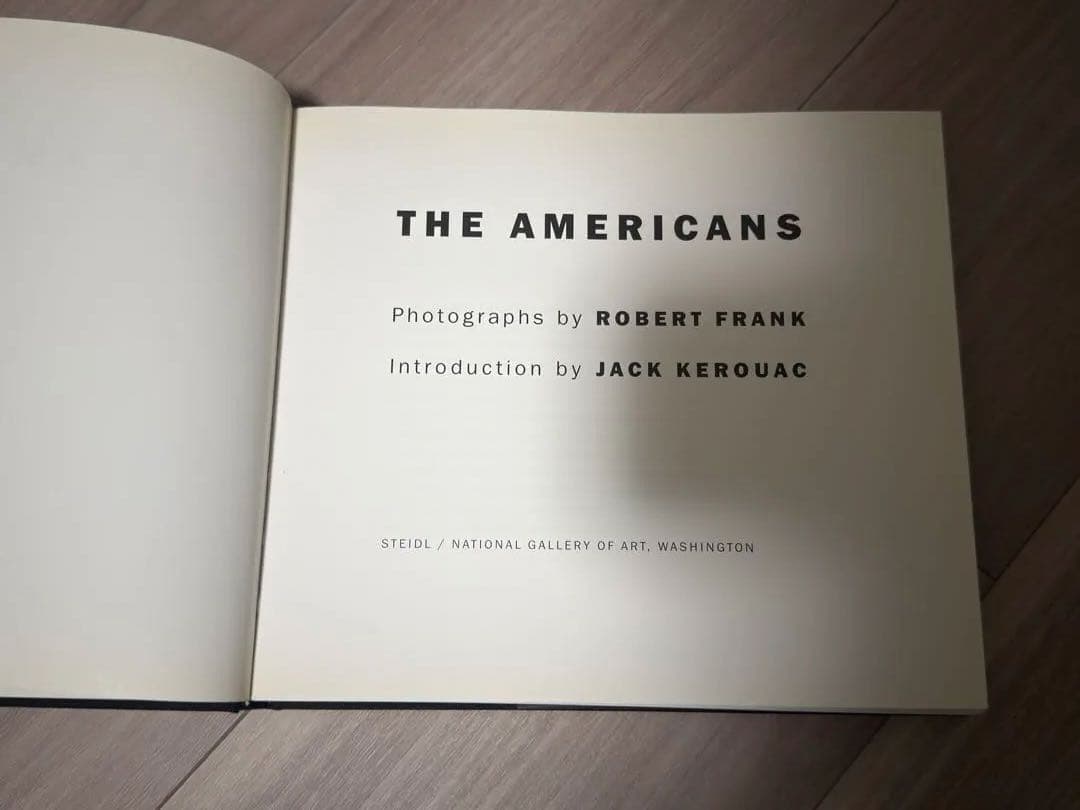 THE AMERICANS
Photographs by ROBERT FRANK
Introduction by JACK KEROUAC
STEIDL / NATIONAL GALLERY OF ART, WASHINGTON